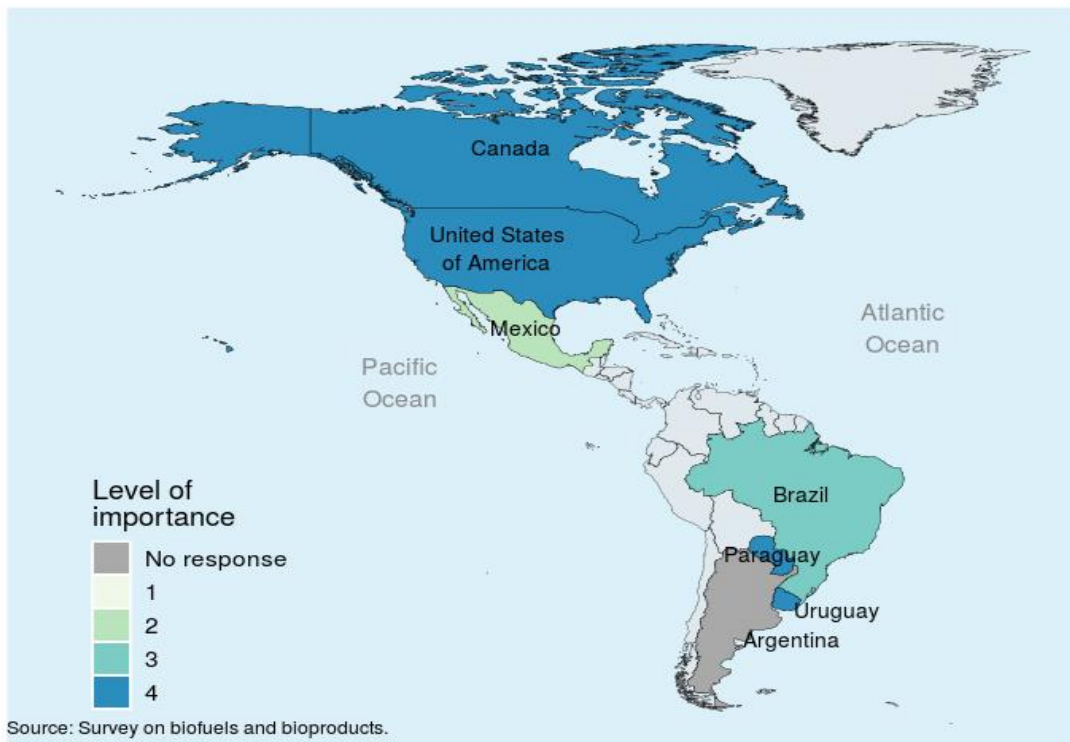 Canada
United States
of America
Mexico
Atlantic
Ocean
Pacific
Ocean
Brazil
Paraguay
Uruguay
Argentina
Level of
importance
No response
1
2
3
4
Source: Survey on biofuels and bioproducts.